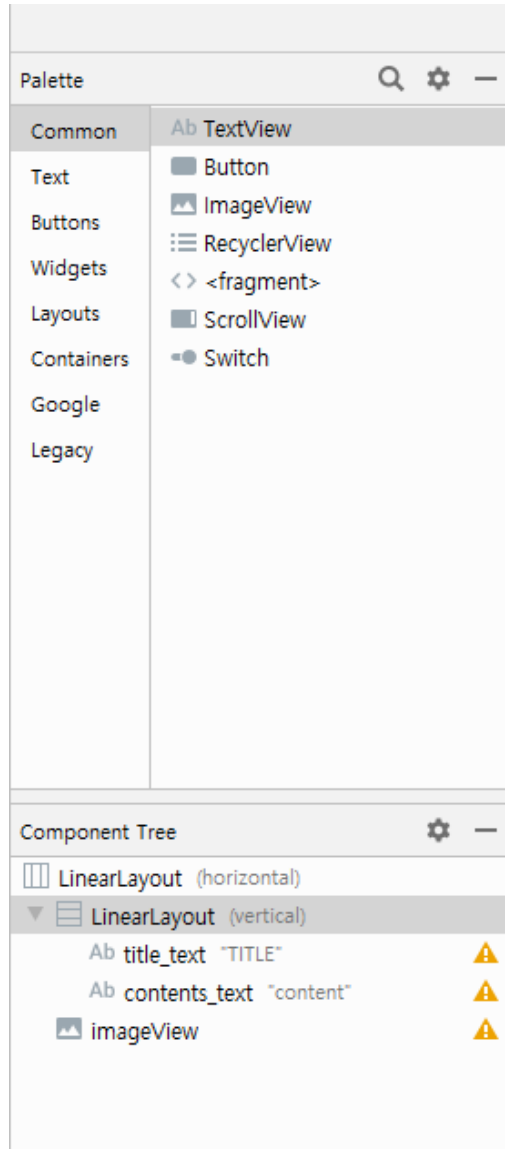 Palette
Common
Text
Buttons
Widgets
Layouts
Containers
Google
Legacy
Ab TextView
Button
ImageView
RecyclerView
<fragment>
ScrollView
Switch
Component Tree
LinearLayout (horizontal)
LinearLayout (vertical)
Ab title_text "TITLE"
Ab contents_text "content"
imageView